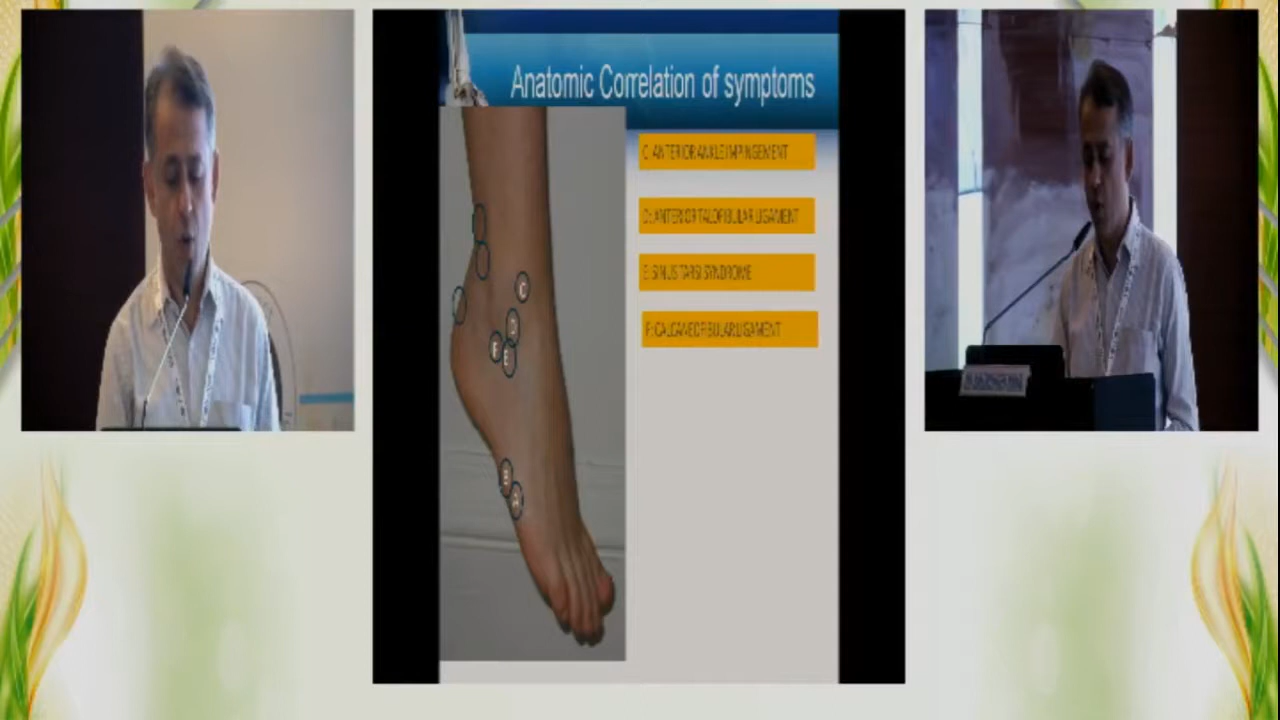 Anatomic Correlation of symptoms
C: ANTERIOR ANKLE IMPINGEMENT
D: ANTERIOR TALOFIBULAR LIGAMENT
E: SINUS TARSI SYNDROME
F: CALCANEOFIBULAR LIGAMENT
C
D
F
E
B
A